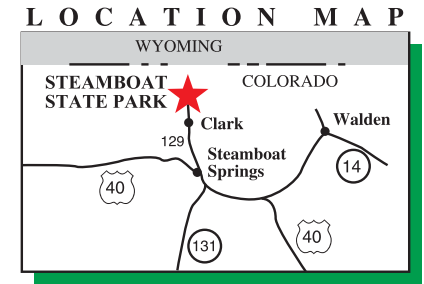 LOCATION MAP
WYOMING
STEAMBOAT
STATE PARK
COLORADO
Clark
Walden
129
Steamboat
Springs
14
40
131
40